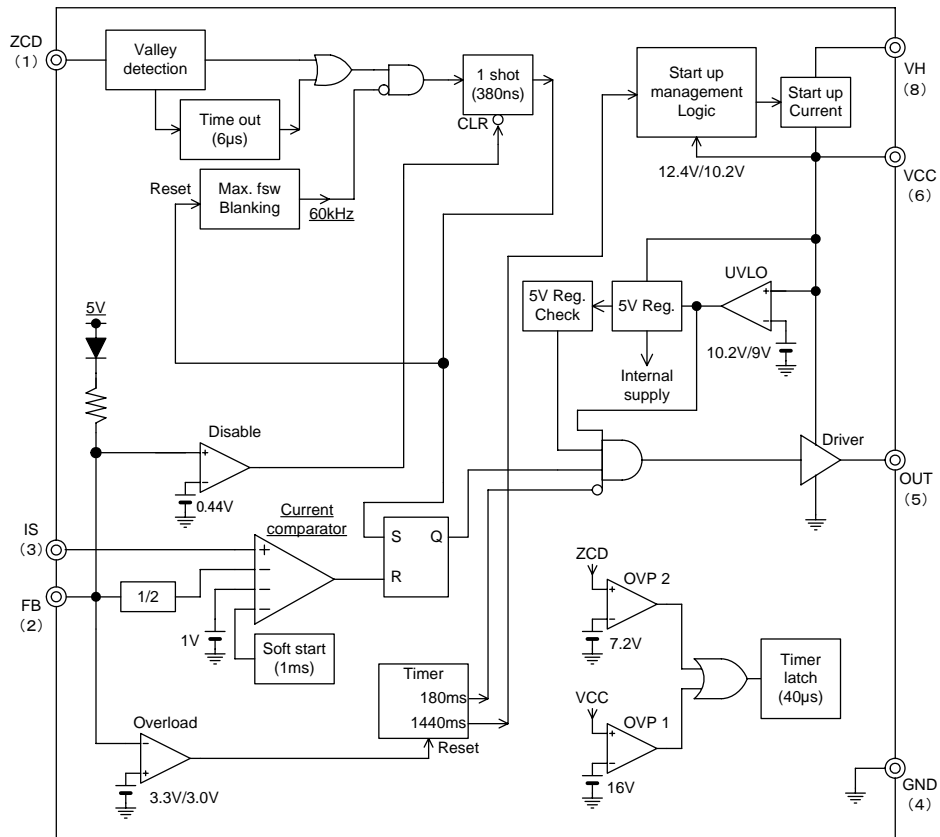 ZCD
(1)
Valley
detection
Time out
(6μs)
1 shot
(380ns)
CLR
Start up
management
Logic
Start up
Current
VH
(8)
12.4V/10.2V
VCC
(6)
Reset
Max. fsw
Blanking
60kHz
5V
5V Reg.
Check
5V Reg.
UVLO
10.2V/9V
Internal
supply
Disable
0.44V
Driver
OUT
(5)
IS
(3)
Current
comparator
S
Q
R
FB
(2)
1/2
1V
Soft start
(1ms)
ZCD
OVP 2
7.2V
Timer
180ms
1440ms
Reset
Timer
latch
(40μs)
VCC
OVP 1
16V
Overload
3.3V/3.0V
GND
(4)